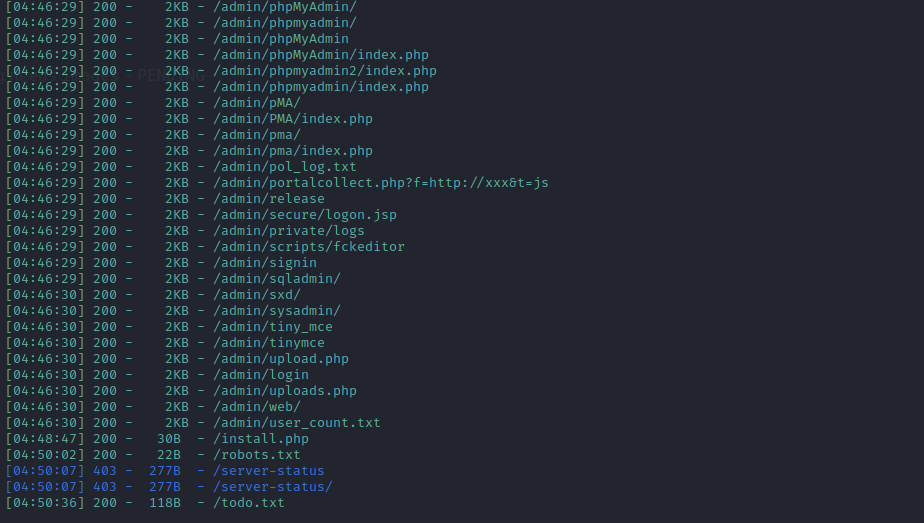 [04:46:29] 200 -    2KB - /admin/phpMyAdmin/
[04:46:29] 200 -    2KB - /admin/phpmyadmin/
[04:46:29] 200 -    2KB - /admin/phpMyAdmin
[04:46:29] 200 -    2KB - /admin/phpMyAdmin/index.php
[04:46:29] 200 -    2KB - /admin/phpmyadmin2/index.php
[04:46:29] 200 -    2KB - /admin/phpmyadmin/index.php
[04:46:29] 200 -    2KB - /admin/pMA/
[04:46:29] 200 -    2KB - /admin/PMA/index.php
[04:46:29] 200 -    2KB - /admin/pma/
[04:46:29] 200 -    2KB - /admin/pma/index.php
[04:46:29] 200 -    2KB - /admin/pol_log.txt
[04:46:29] 200 -    2KB - /admin/portalcollect.php?f=http://xxx&t=js
[04:46:29] 200 -    2KB - /admin/release
[04:46:29] 200 -    2KB - /admin/secure/logon.jsp
[04:46:29] 200 -    2KB - /admin/private/logs
[04:46:29] 200 -    2KB - /admin/scripts/fckeditor
[04:46:29] 200 -    2KB - /admin/signin
[04:46:29] 200 -    2KB - /admin/sqladmin/
[04:46:30] 200 -    2KB - /admin/sxd/
[04:46:30] 200 -    2KB - /admin/sysadmin/
[04:46:30] 200 -    2KB - /admin/tiny_mce
[04:46:30] 200 -    2KB - /admin/tinymce
[04:46:30] 200 -    2KB - /admin/upload.php
[04:46:30] 200 -    2KB - /admin/login
[04:46:30] 200 -    2KB - /admin/uploads.php
[04:46:30] 200 -    2KB - /admin/web/
[04:46:30] 200 -    2KB - /admin/user_count.txt
[04:48:47] 200 -   30B  - /install.php
[04:50:02] 200 -   22B  - /robots.txt
[04:50:07] 403 -  277B  - /server-status
[04:50:07] 403 -  277B  - /server-status/
[04:50:36] 200 -  118B  - /todo.txt